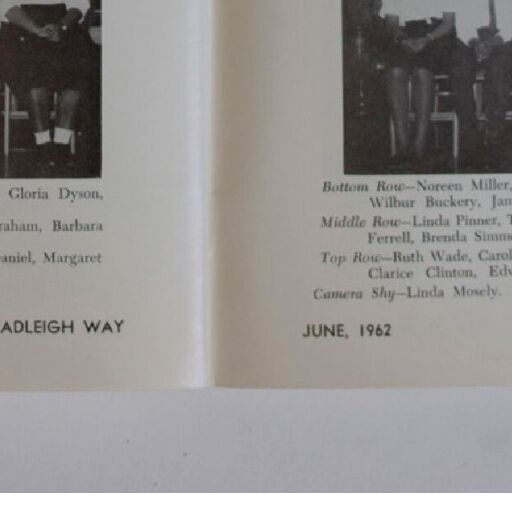 Gloria Dyson,
raham, Barbara
aniel, Margaret
ADLEIGH WAY
Bottom Row—Noreen Miller,
Wilbur Buckery, Jan
Middle Row—Linda Pinner, T
Ferrell, Brenda Simm
Top Row—Ruth Wade, Carol
Clarice Clinton, Edw
Camera Shy—Linda Mosely.
JUNE, 1962